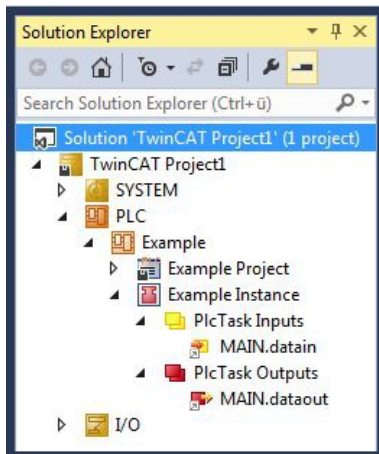 Solution Explorer
Search Solution Explorer (Ctrl+ü)
Solution 'TwinCAT Project1' (1 project)
TwinCAT Project1
SYSTEM
PLC
Example
Example Project
Example Instance
PlcTask Inputs
MAIN.datain
PlcTask Outputs
MAIN.dataout
I/O